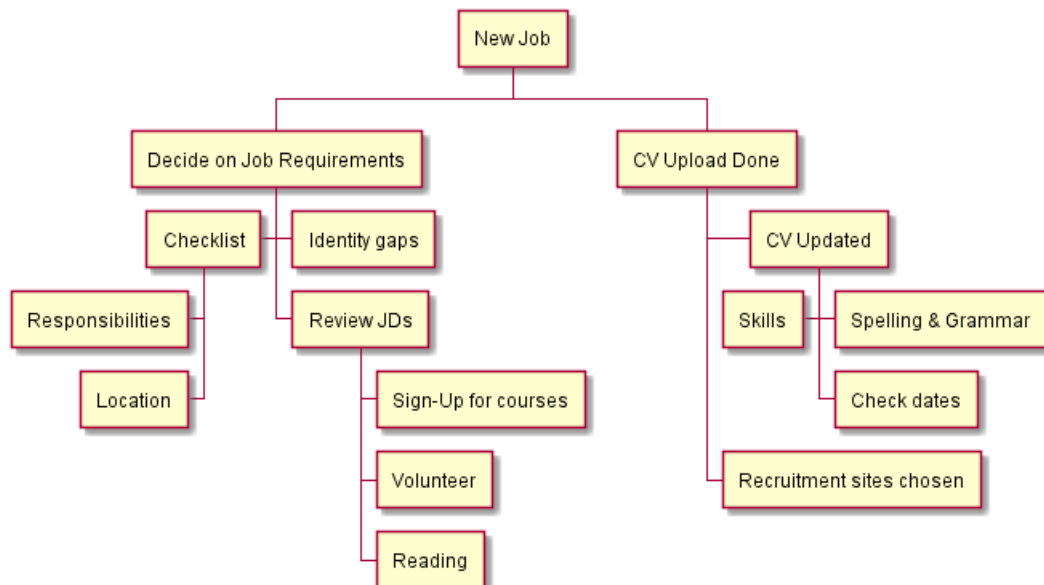 New Job
Decide on Job Requirements
CV Upload Done
Checklist
Identity gaps
CV Updated
Responsibilities
Review JDs
Skills
Spelling & Grammar
Location
Sign-Up for courses
Check dates
Volunteer
Recruitment sites chosen
Reading